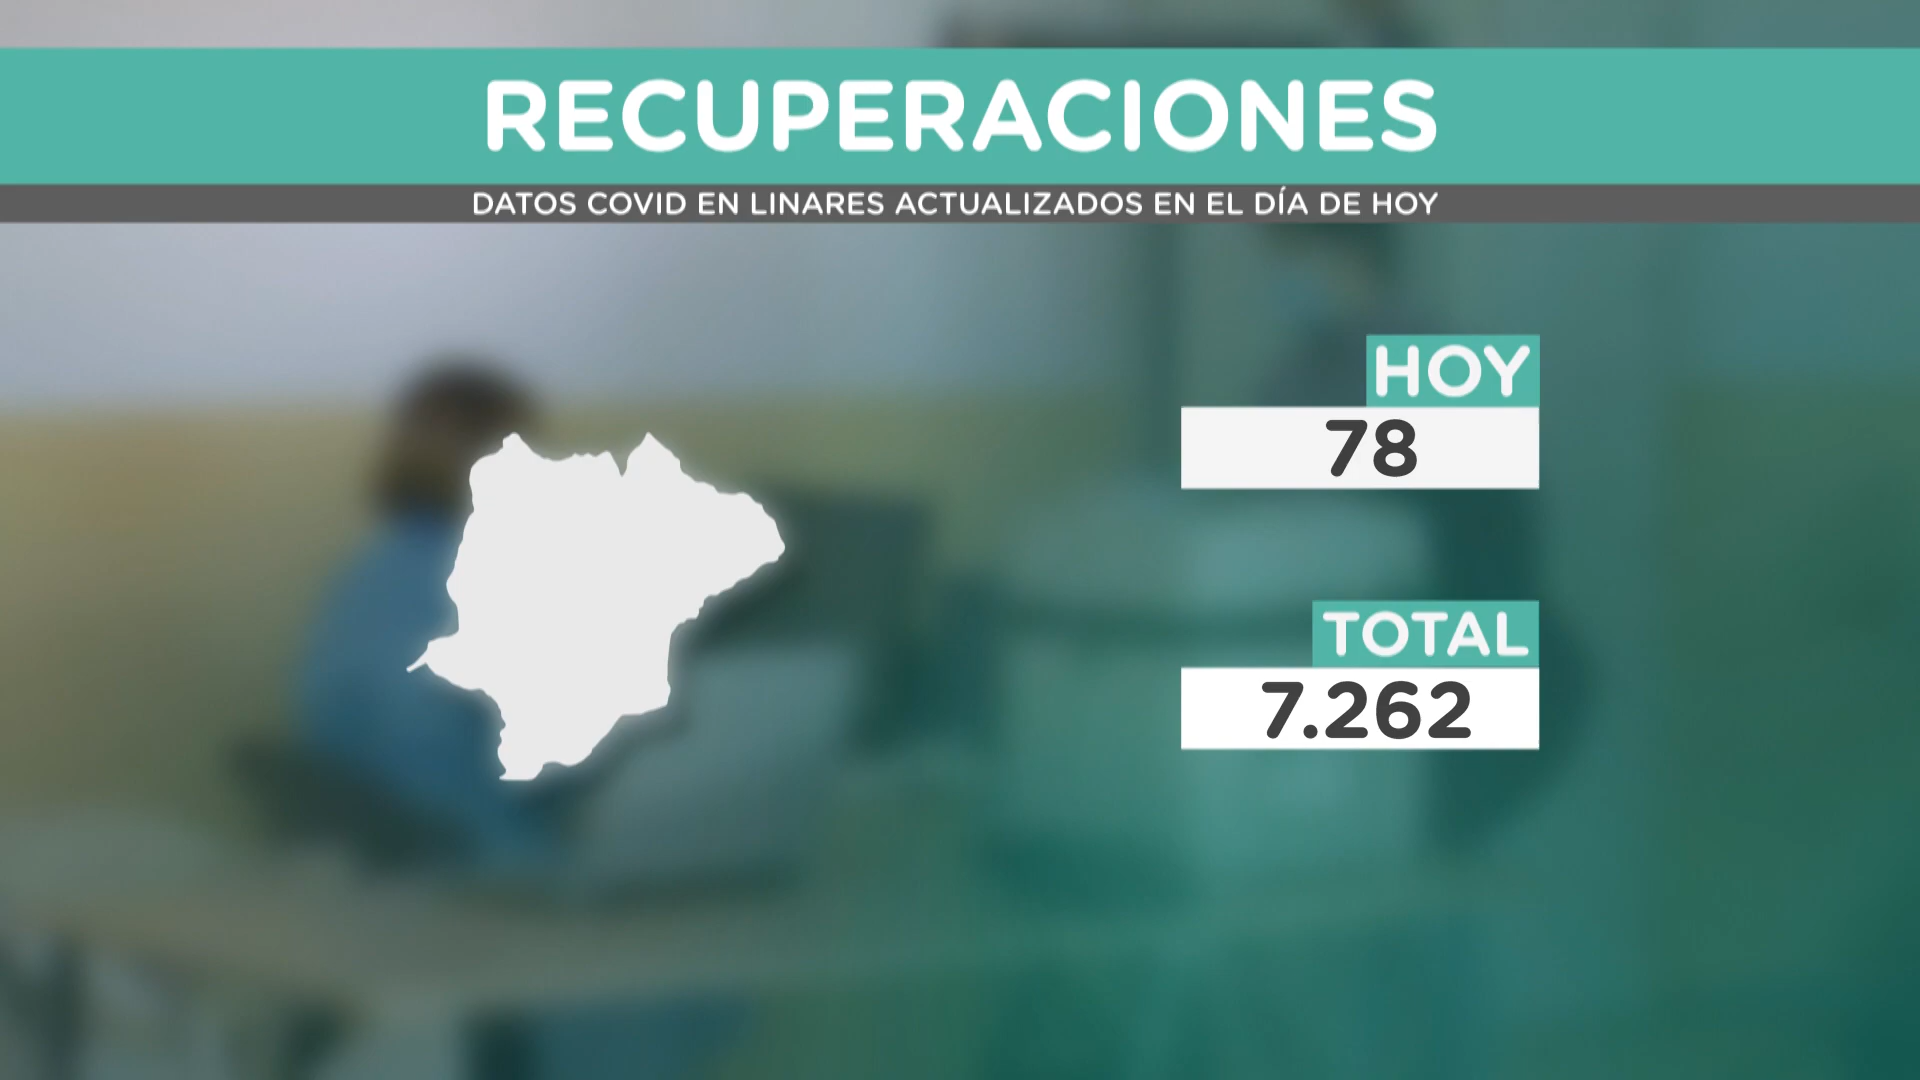 RECUPERACIONES
DATOS COVID EN LINARES ACTUALIZADOS EN EL DÍA DE HOY
HOY
78
TOTAL
7.262